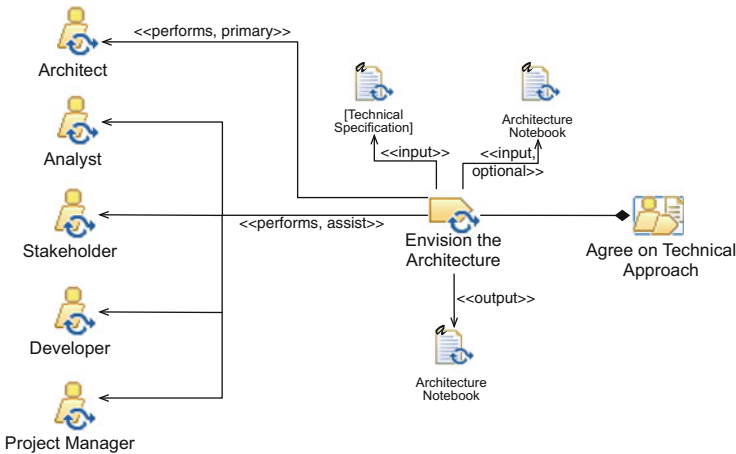 <<performs, primary>>
Architect
Analyst
Stakeholder
Developer
Project Manager
<<performs, assist>>
a
[Technical
Specification]
<<input>>
a
Architecture
Notebook
<<input,
optional>>
Envision the
Architecture
Agree on Technical
Approach
<<output>>
a
Architecture
Notebook